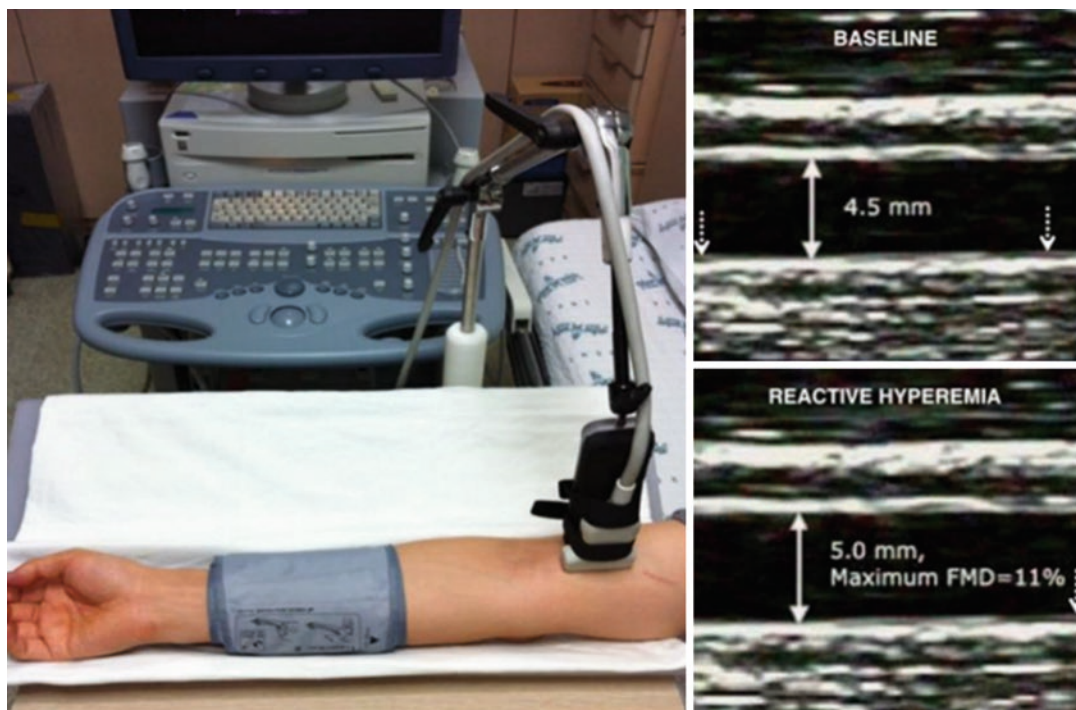 BASELINE
4.5 mm
REACTIVE HYPEREMIA
5.0 mm,
Maximum FMD=11%